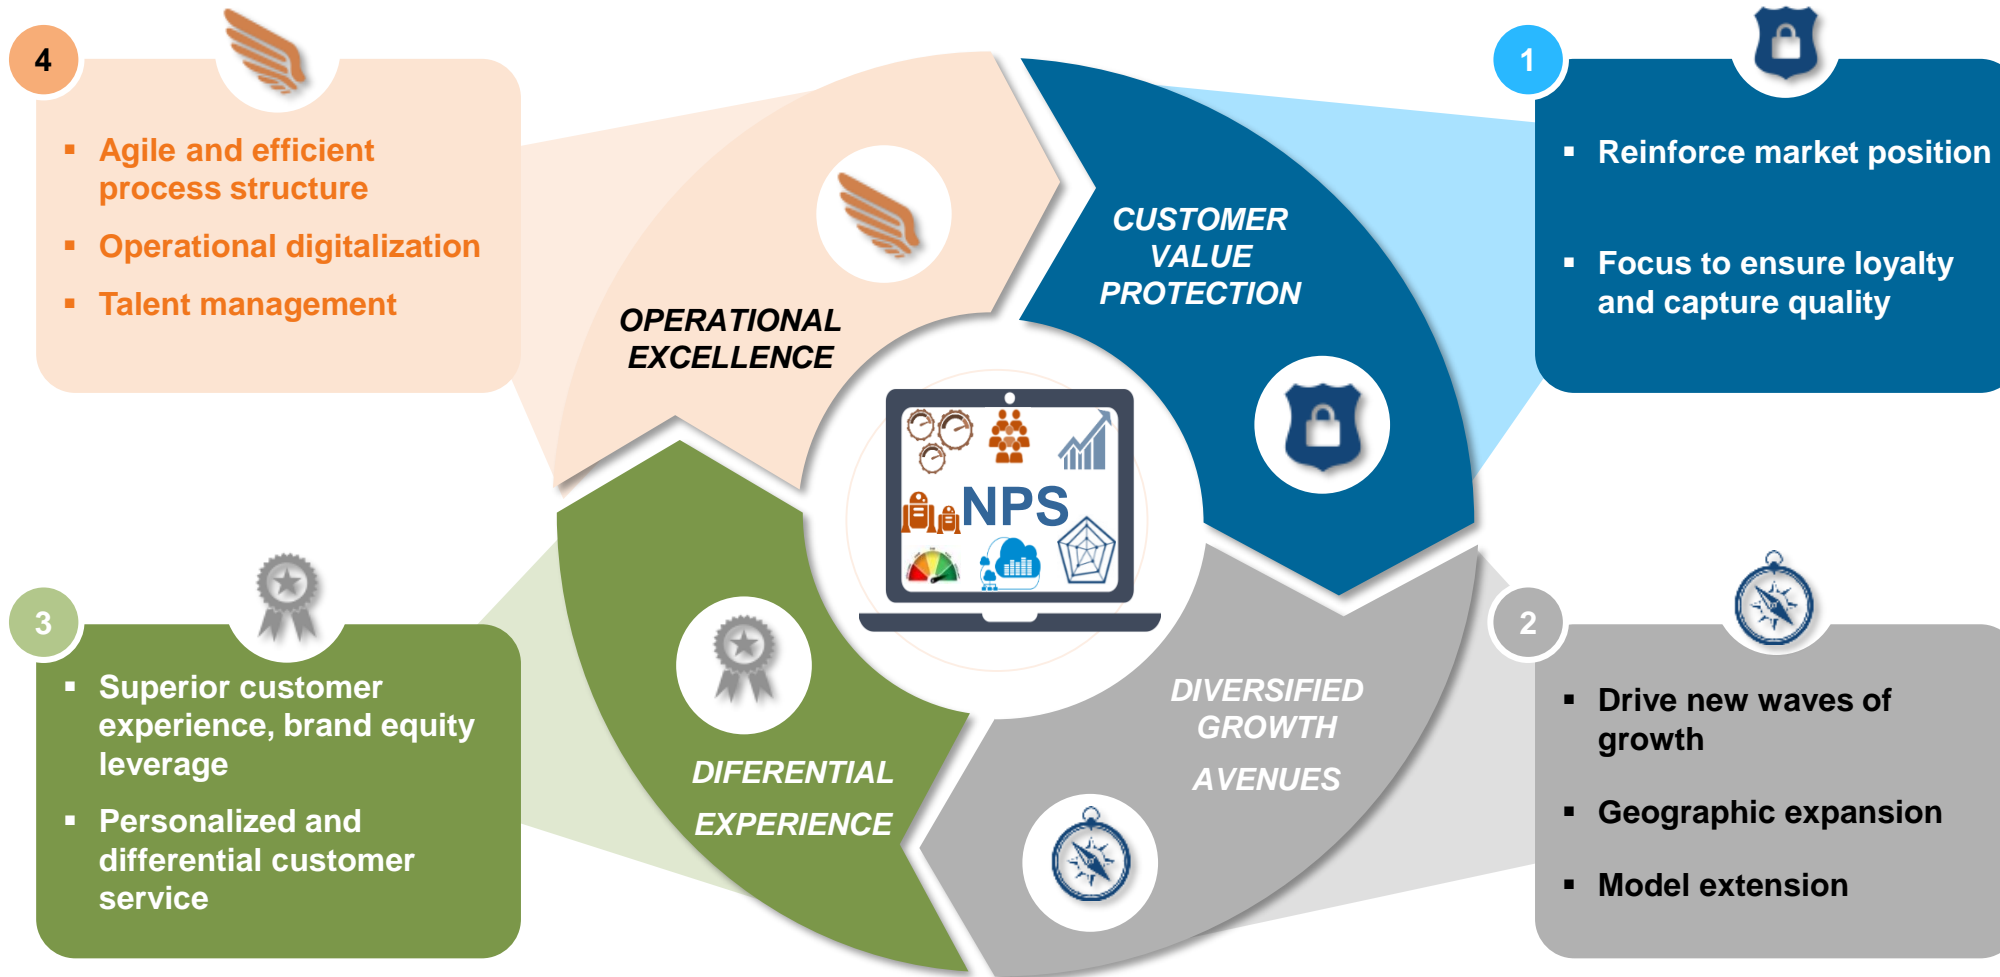 4
▪ Agile and efficient
process structure
▪ Operational digitalization
▪ Talent management
1
▪ Reinforce market position
▪ Focus to ensure loyalty
and capture quality
OPERATIONAL
EXCELLENCE
CUSTOMER
VALUE
PROTECTION
NPS
3
▪ Superior customer
experience, brand equity
leverage
▪ Personalized and
differential customer
service
DIFERENTIAL
EXPERIENCE
DIVERSIFIED
GROWTH
AVENUES
2
▪ Drive new waves of
growth
▪ Geographic expansion
▪ Model extension